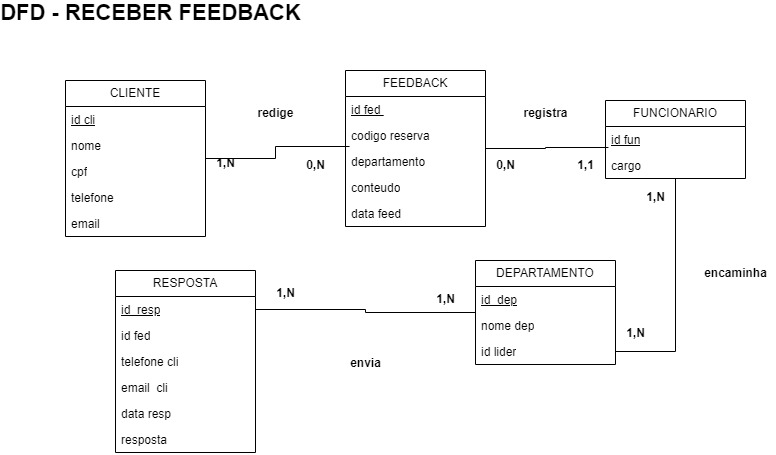 DFD - RECEBER FEEDBACK
CLIENTE
id cli
nome
cpf
telefone
email
redige
1,N
0,N
FEEDBACK
id fed
codigo reserva
departamento
conteudo
data feed
registra
0,N
1,1
FUNCIONARIO
id fun
cargo
1,N
encaminha
1,N
DEPARTAMENTO
id dep
nome dep
id lider
1,N
envia
1,N
RESPOSTA
id resp
id fed
telefone cli
email cli
data resp
resposta